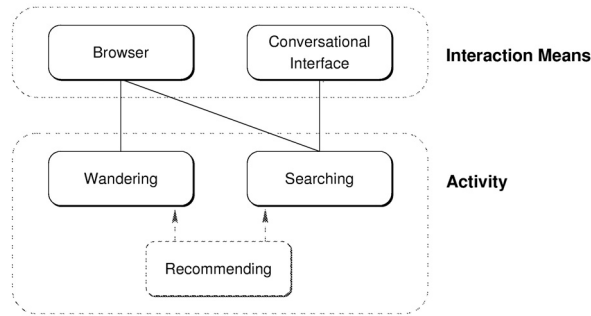 Browser
Conversational
Interface
Interaction Means
Wandering
Searching
Activity
Recommending